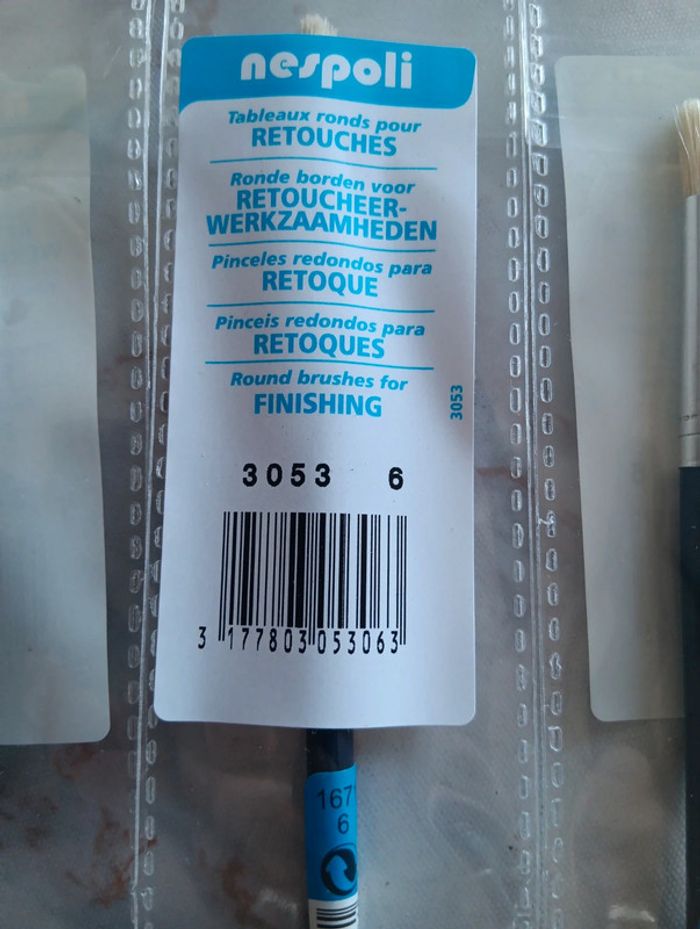 nespoli
Tableaux ronds pour
RETOUCHES
Ronde borden voor
RETOUCHEER-
WERKZAAMHEDEN
Pinceles redondos para
RETOQUE
Pinceis redondos para
RETOQUES
Round brushes for
FINISHING
3053
3053 6
3 177803 053063
1671
6